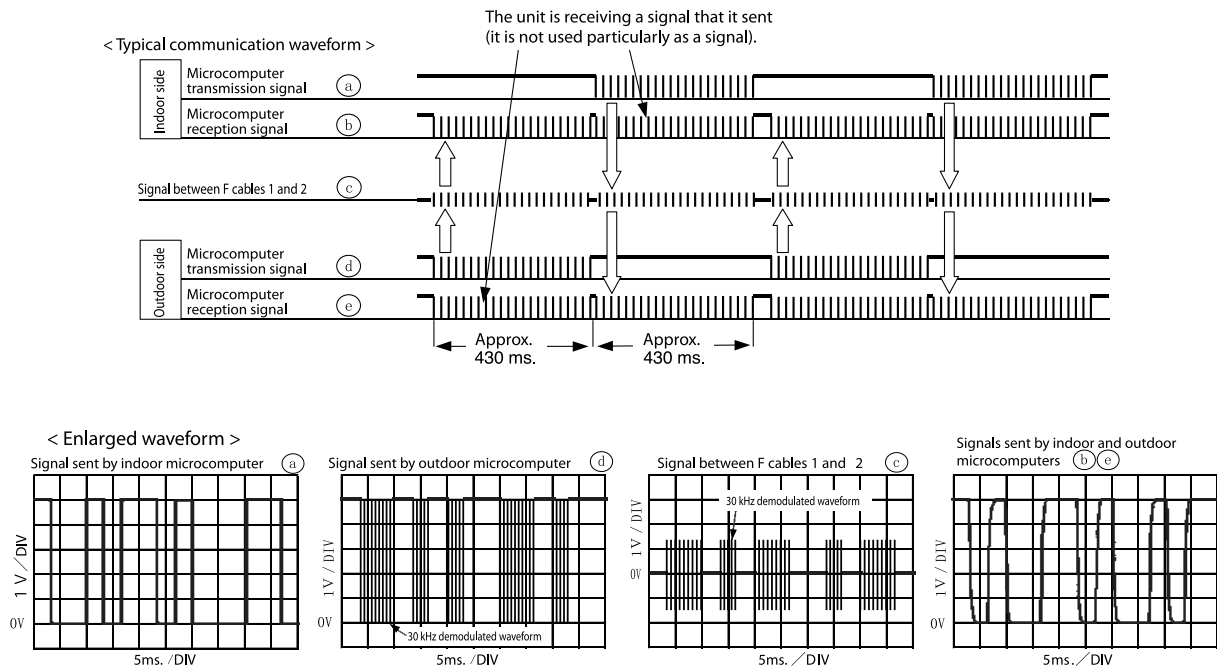 The unit is receiving a signal that it sent
(it is not used particularly as a signal).
< Typical communication waveform >
Indoor side
Microcomputer
transmission signal
a
Microcomputer
reception signal
b
Signal between F cables 1 and 2
c
Outdoor side
Microcomputer
transmission signal
d
Microcomputer
reception signal
e
Approx.
430 ms.
Approx.
430 ms.
< Enlarged waveform >
Signal sent by indoor microcomputer a
1 V/DIV
0V
5ms. /DIV
Signal sent by outdoor microcomputer d
1V/DIV
0V
30 kHz demodulated waveform
5ms. /DIV
Signal between F cables 1 and 2 c
30 kHz demodulated waveform
1 V/DIV
0V
5ms. /DIV
Signals sent by indoor and outdoor
microcomputers b e
1V/DIV
0V
5ms. /DIV